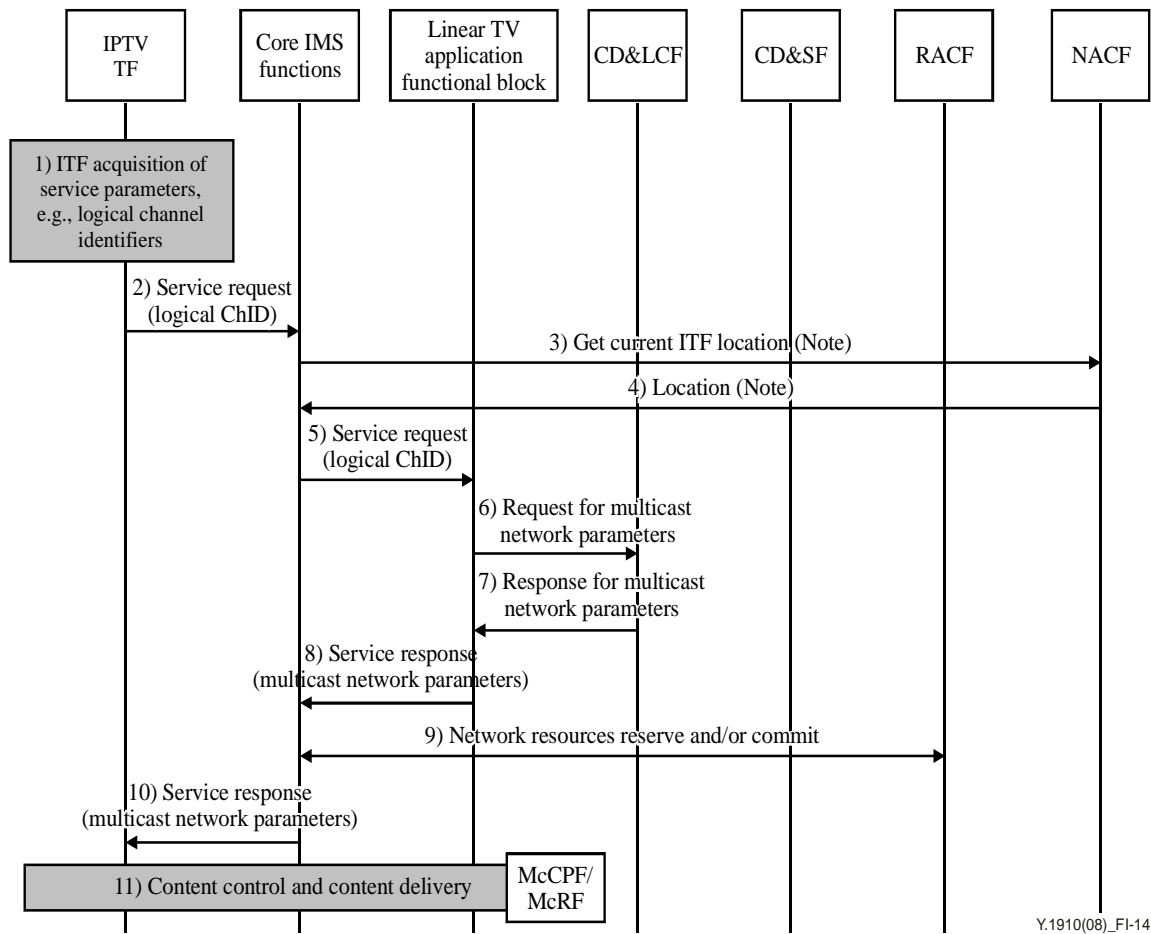 IPTV
TF
Core IMS
functions
Linear TV
application
functional block
CD&LCF
CD&SF
RACF
NACF
1) ITF acquisition of
service parameters,
e.g., logical channel
identifiers
2) Service request
(logical ChID)
3) Get current ITF location (Note)
4) Location (Note)
5) Service request
(logical ChID)
6) Request for multicast
network parameters
7) Response for multicast
network parameters
8) Service response
(multicast network parameters)
9) Network resources reserve and/or commit
10) Service response
(multicast network parameters)
11) Content control and content delivery
McCPF/
McRF
Y.1910(08)_FI-14